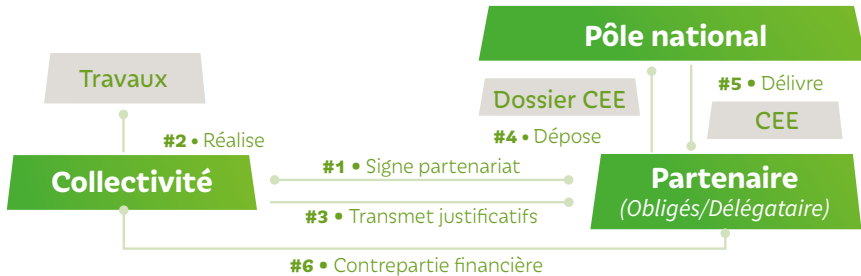 Pôle national
Travaux
Dossier CEE
#5 • Délivre
CEE
#4 • Dépose
#2 • Réalise
Collectivité
#1 • Signe partenariat
Partenaire
(Obligés/Délégataire)
#3 • Transmet justificatifs
#6 • Contrepartie financière